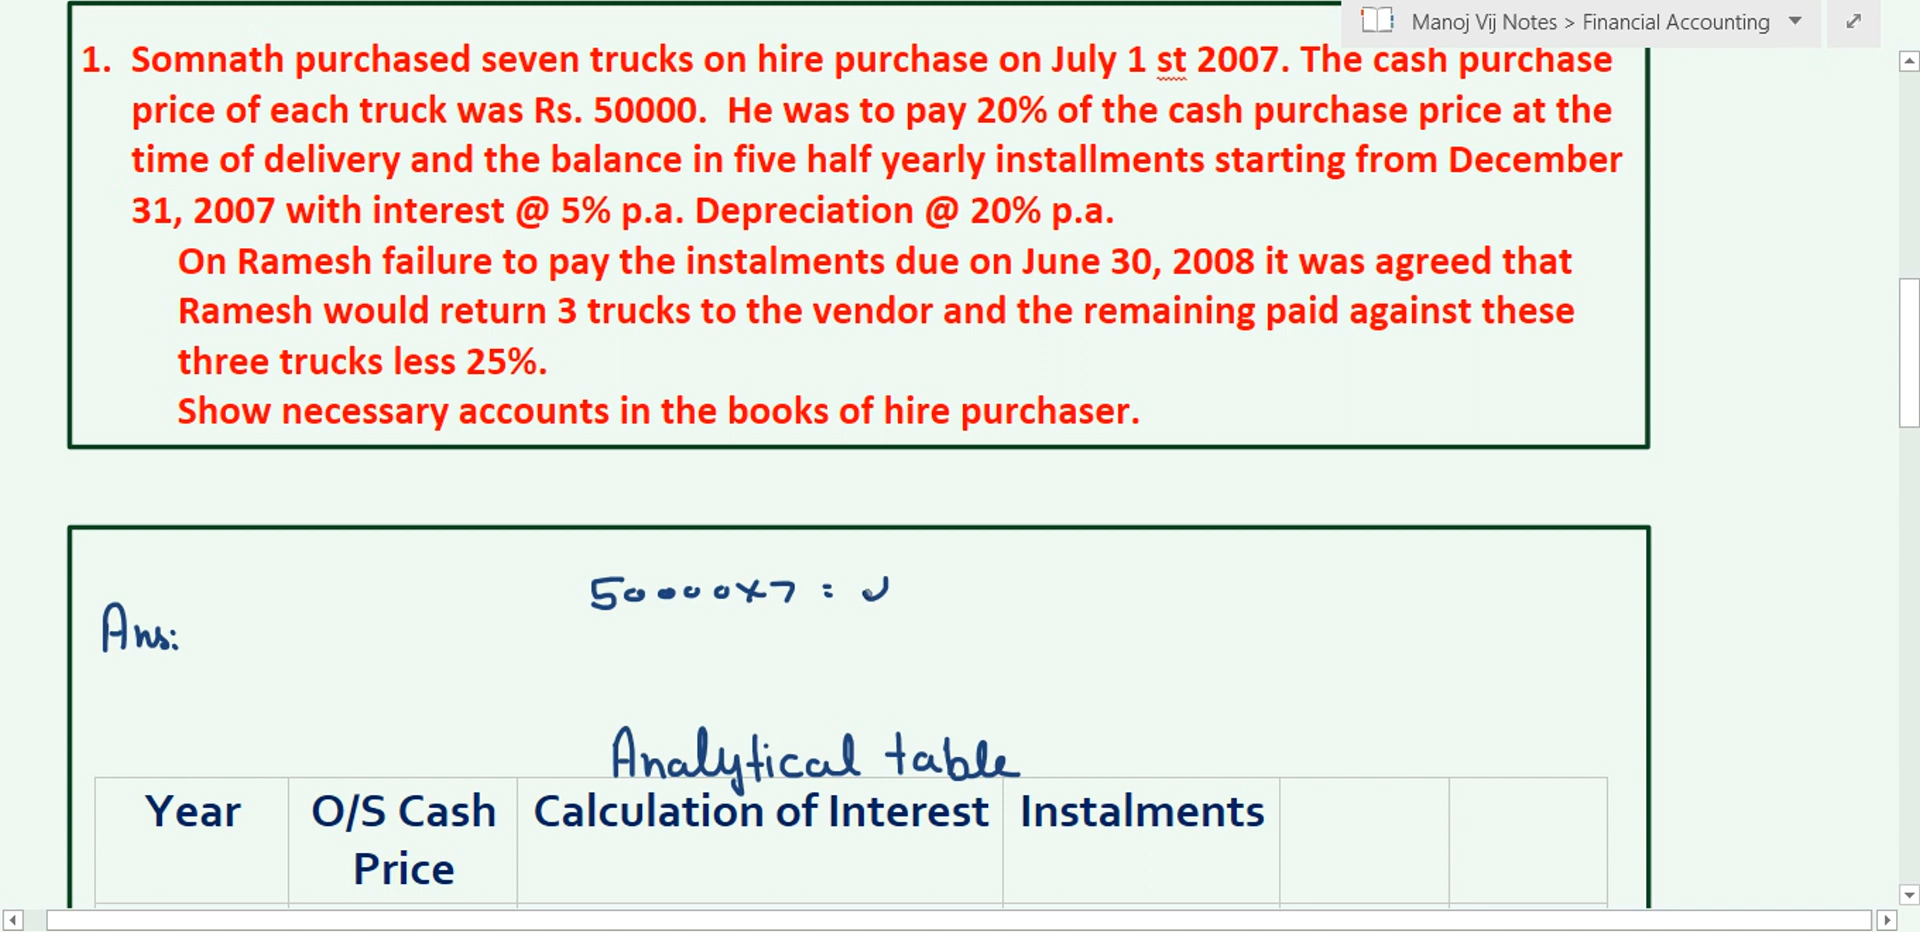 Manoj Vij Notes > Financial Accounting
1. Somnath purchased seven trucks on hire purchase on July 1 st 2007. The cash purchase
price of each truck was Rs. 50000. He was to pay 20% of the cash purchase price at the
time of delivery and the balance in five half yearly installments starting from December
31, 2007 with interest @ 5% p.a. Depreciation @ 20% p.a.
On Ramesh failure to pay the instalments due on June 30, 2008 it was agreed that
Ramesh would return 3 trucks to the vendor and the remaining paid against these
three trucks less 25%.
Show necessary accounts in the books of hire purchaser.
50000x7 =
Ans:
Analytical table
Year O/S Cash Calculation of Interest Instalments
Price